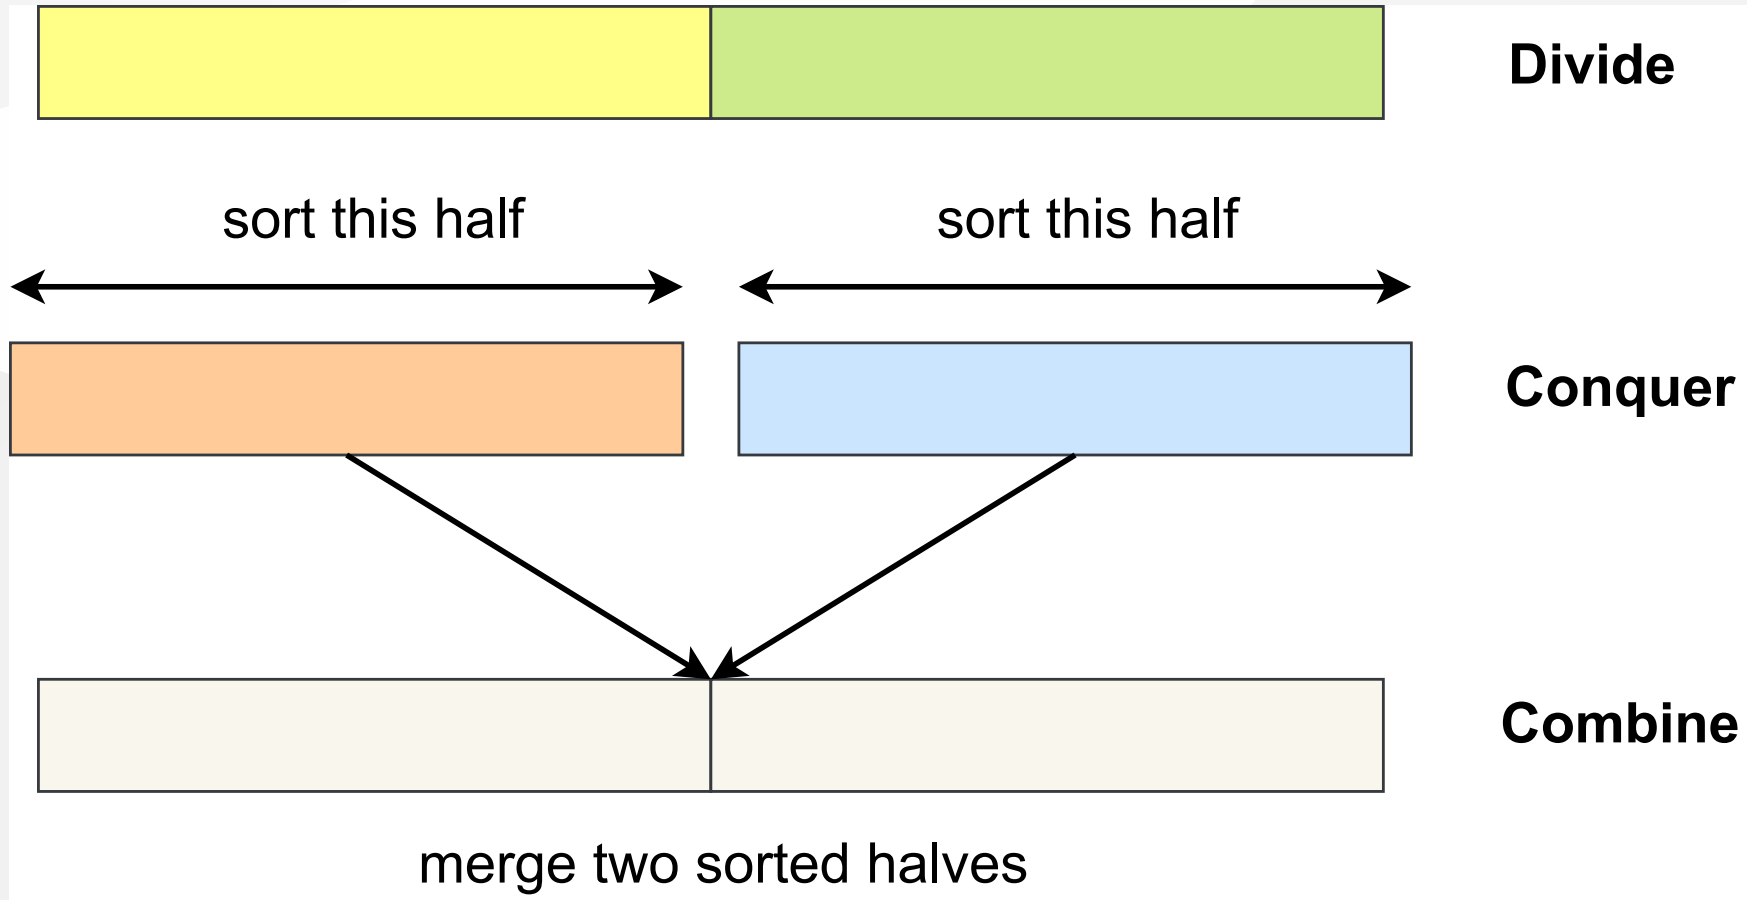 Divide
sort this half
sort this half
Conquer
Combine
merge two sorted halves